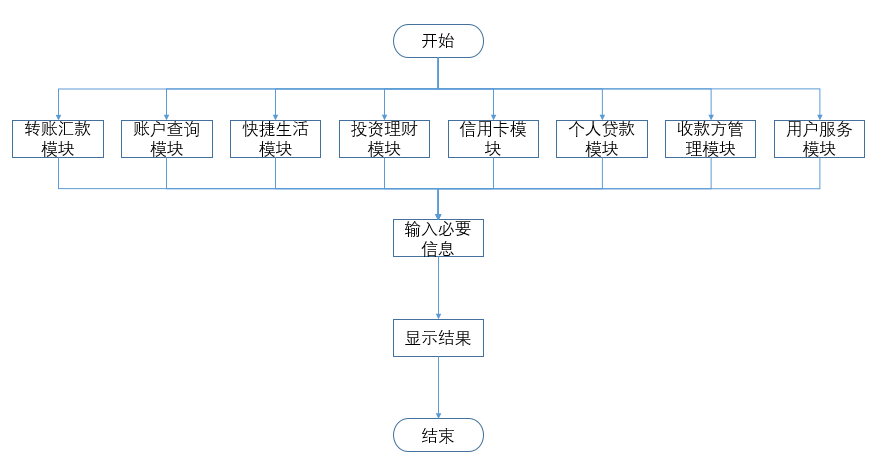 开始
转账汇款
模块
账户查询
模块
快捷生活
模块
投资理财
模块
信用卡模
块
个人贷款
模块
收款方管
理模块
用户服务
模块
输入必要
信息
显示结果
结束